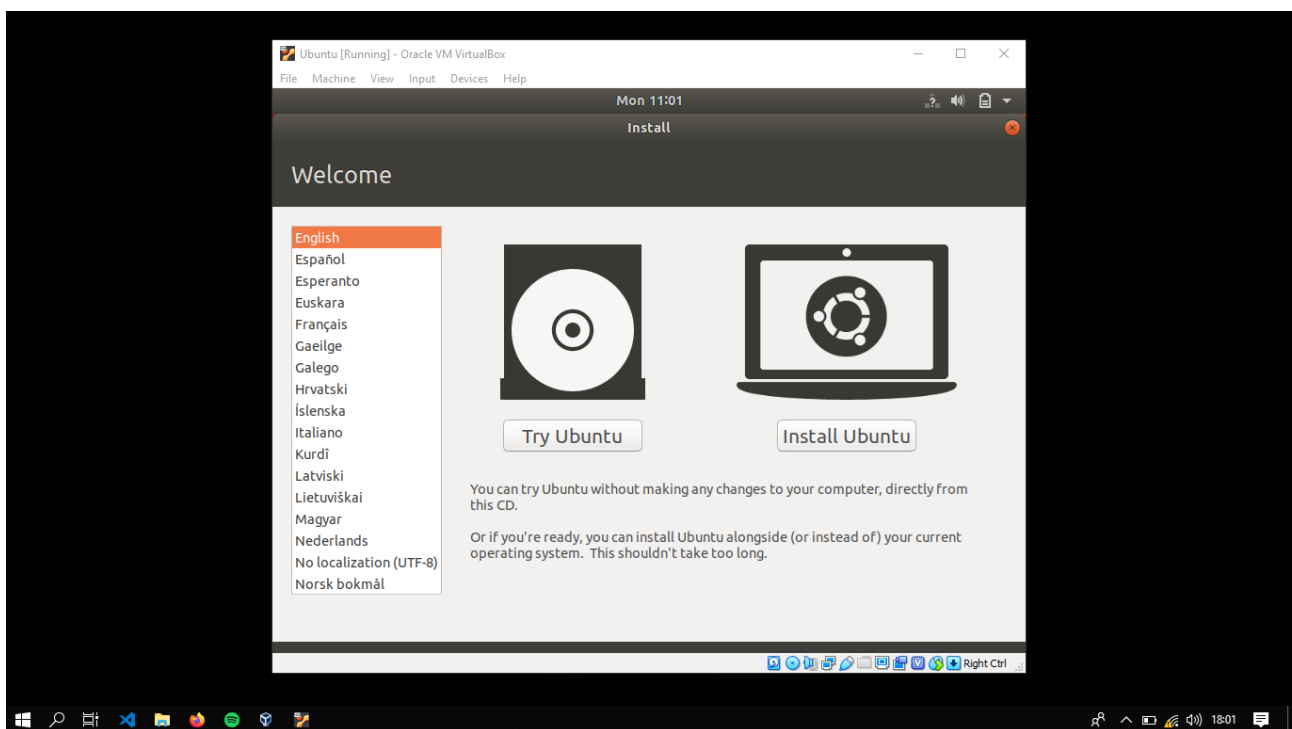 Ubuntu [Running] - Oracle VM VirtualBox
File Machine View Input Devices Help
Mon 11:01
Install
Welcome
English
Español
Esperanto
Euskara
Français
Gaeilge
Galego
Hrvatski
Íslenska
Italiano
Kurdî
Latviski
Lietuviškai
Magyar
Nederlands
No localization (UTF-8)
Norsk bokmål
Try Ubuntu
Install Ubuntu
You can try Ubuntu without making any changes to your computer, directly from
this CD.
Or if you're ready, you can install Ubuntu alongside (or instead of) your current
operating system. This shouldn't take too long.
Right Ctrl
18:01